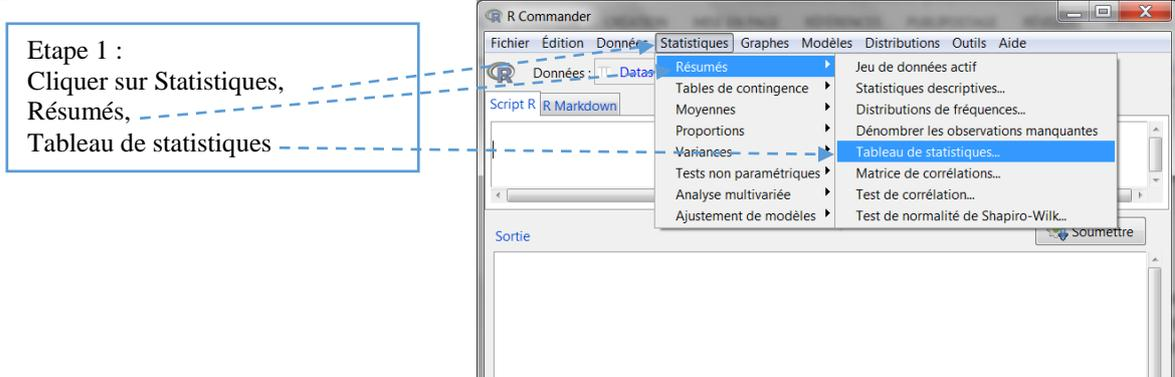 Etape 1 :
Cliquer sur Statistiques,
Résumés,
Tableau de statistiques
R Commander
Fichier Édition Données Statistiques Graphes Modèles Distributions Outils Aide
Données : Datas
Script R R Markdown
Résumés
Tables de contingence
Moyennes
Proportions
Variances
Tests non paramétriques
Analyse multivariée
Ajustement de modèles
Jeu de données actif
Statistiques descriptives...
Distributions de fréquences...
Dénombrer les observations manquantes
Tableau de statistiques...
Matrice de corrélations...
Test de corrélation...
Test de normalité de Shapiro-Wilk...
Sortie
Soumettre